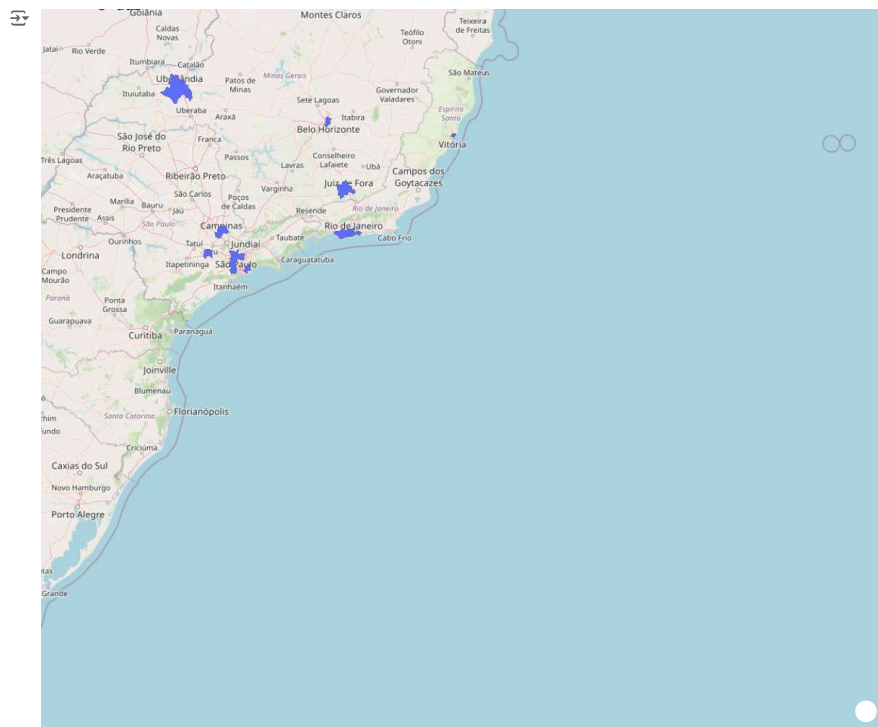 Goiânia
Montes Claros
Teixeira
de Freitas
Caldas
Novas
Teófilo
Otoni
Jataí
Rio Verde
Itumbiara
Catalão
São Mateus
Uberlândia
Patos de
Minas
Minas Gerais
Ituiutaba
Governador
Valadares
Sete Lagoas
Uberaba
Araxá
Itabira
Espírito
Santo
Belo Horizonte
São José do
Rio Preto
Franca
Vitória
Três Lagoas
Passos
Conselheiro
Lafaiete
Ubá
Lavras
Araçatuba
Ribeirão Preto
Campos dos
Goytacazes
Juiz de Fora
Varginha
São Carlos
Poços
de Caldas
Marília
Bauru
Jaú
Presidente
Prudente
Assis
Resende
Rio de Janeiro
São Paulo
Campinas
Rio de Janeiro
Cabo Frio
Ourinhos
Tatuí
Jundiaí
Taubaté
Londrina
Itapetininga
São Paulo
Caraguatatuba
Campo
Mourão
Itanhaém
Paraná
Ponta
Grossa
Guarapuava
Curitiba
Paranaguá
Joinville
Blumenau
Florianópolis
Santa Catarina
Criciúma
Caxias do Sul
Novo Hamburgo
Porto Alegre
Grande